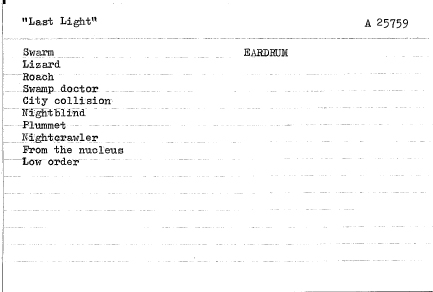 "Last Light" A 25759
Swarm EARDRUM
Lizard
Roach
Swamp doctor
City collision
Nightblind
Plummet
Nightcrawler
From the nucleus
Low order